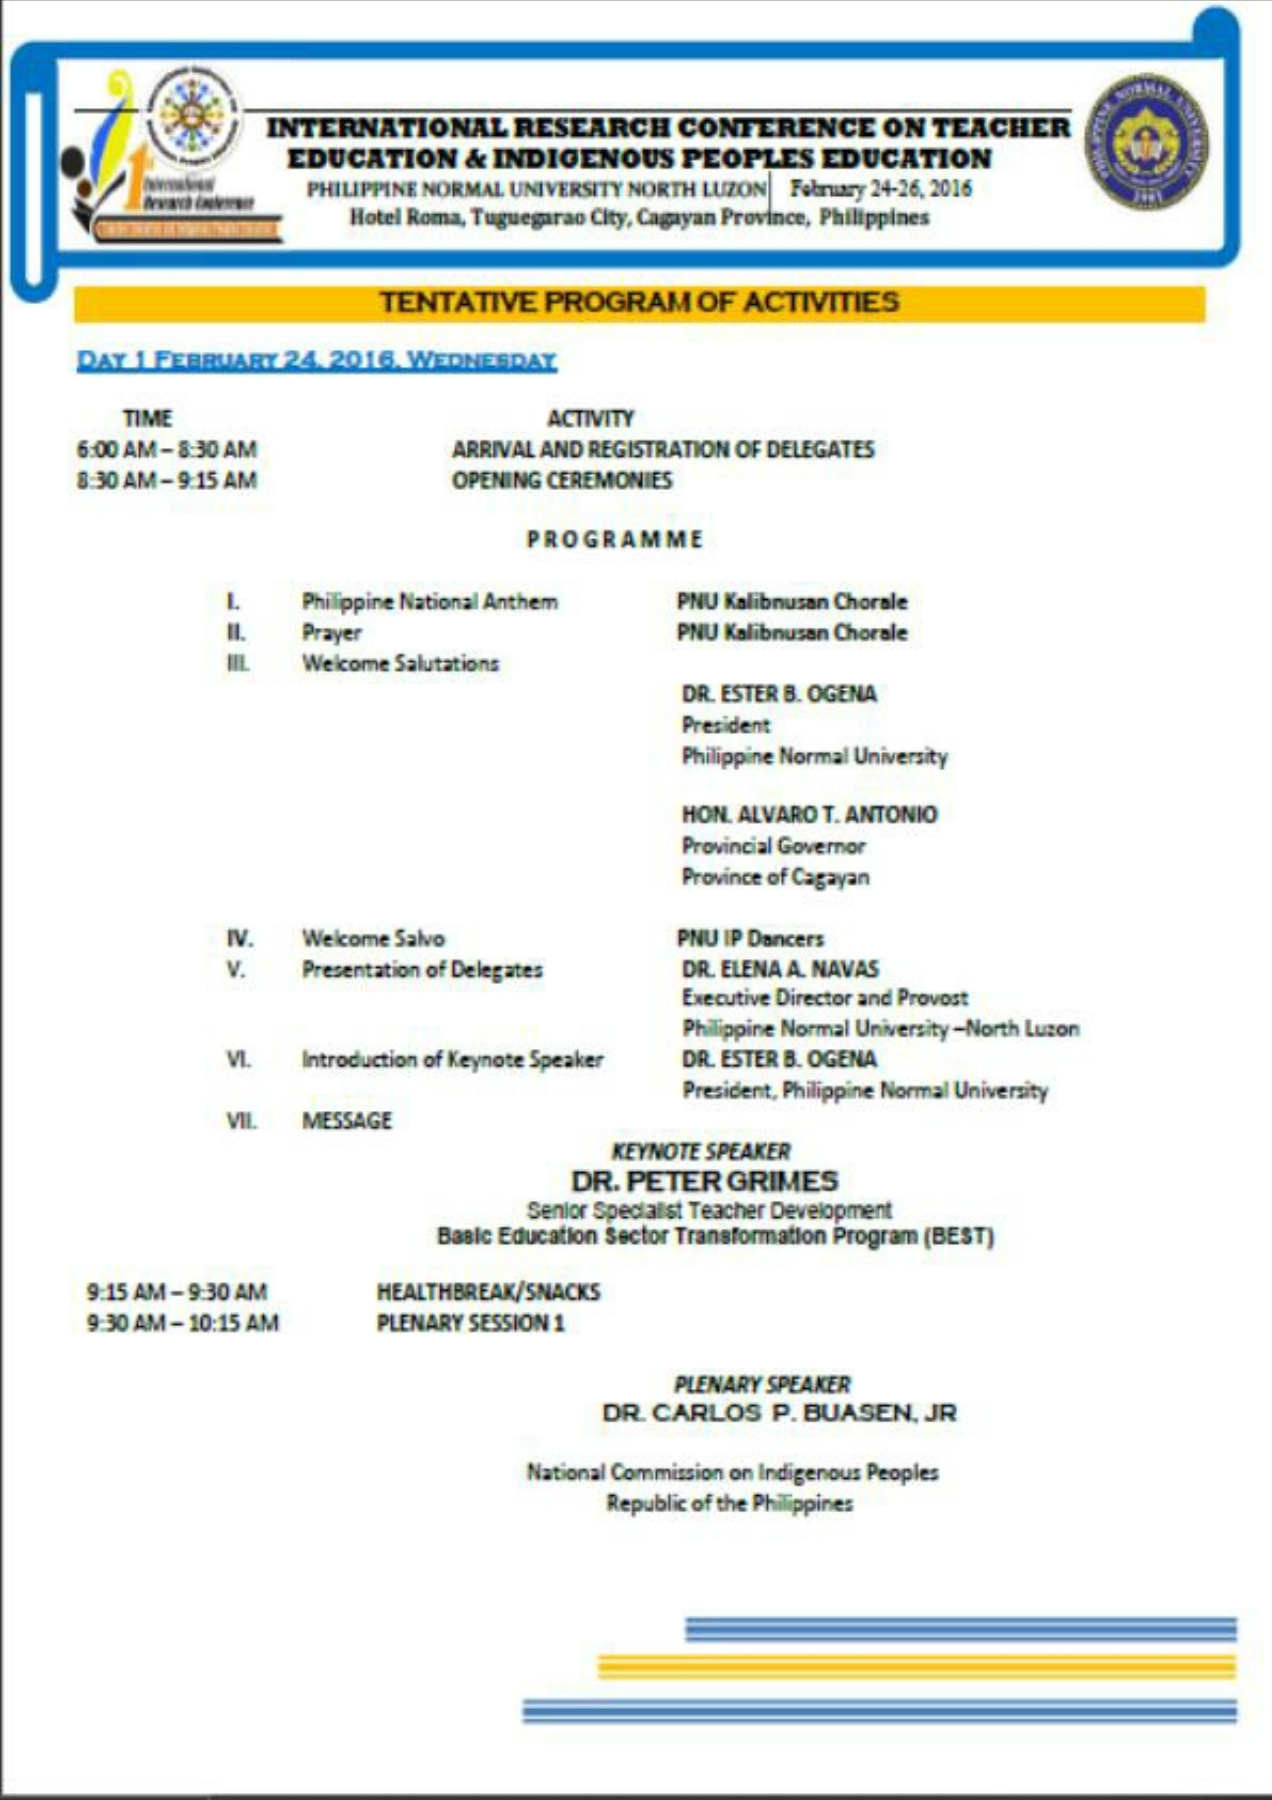 International
Research Conference
INTERNATIONAL RESEARCH CONFERENCE ON TEACHER
EDUCATION & INDIGENOUS PEOPLES EDUCATION
PHILIPPINE NORMAL UNIVERSITY NORTH LUZON February 24-26, 2016
Hotel Roma, Tuguegarao City, Cagayan Province, Philippines
PHILIPPINE NORMAL UNIVERSITY
1901
TENTATIVE PROGRAM OF ACTIVITIES
DAY 1 FEBRUARY 24, 2016, WEDNESDAY
TIME ACTIVITY
6:00 AM – 8:30 AM ARRIVAL AND REGISTRATION OF DELEGATES
8:30 AM – 9:15 AM OPENING CEREMONIES
PROGRAMME
I. Philippine National Anthem PNU Kalibnusan Chorale
II. Prayer PNU Kalibnusan Chorale
III. Welcome Salutations
DR. ESTER B. OGENA
President
Philippine Normal University
HON. ALVARO T. ANTONIO
Provincial Governor
Province of Cagayan
IV. Welcome Salvo PNU IP Dancers
V. Presentation of Delegates DR. ELENA A. NAVAS
Executive Director and Provost
Philippine Normal University –North Luzon
VI. Introduction of Keynote Speaker DR. ESTER B. OGENA
President, Philippine Normal University
VII. MESSAGE
KEYNOTE SPEAKER
DR. PETER GRIMES
Senior Specialist Teacher Development
Basic Education Sector Transformation Program (BEST)
9:15 AM – 9:30 AM HEALTHBREAK/SNACKS
9:30 AM – 10:15 AM PLENARY SESSION 1
PLENARY SPEAKER
DR. CARLOS P. BUASEN, JR
National Commission on Indigenous Peoples
Republic of the Philippines